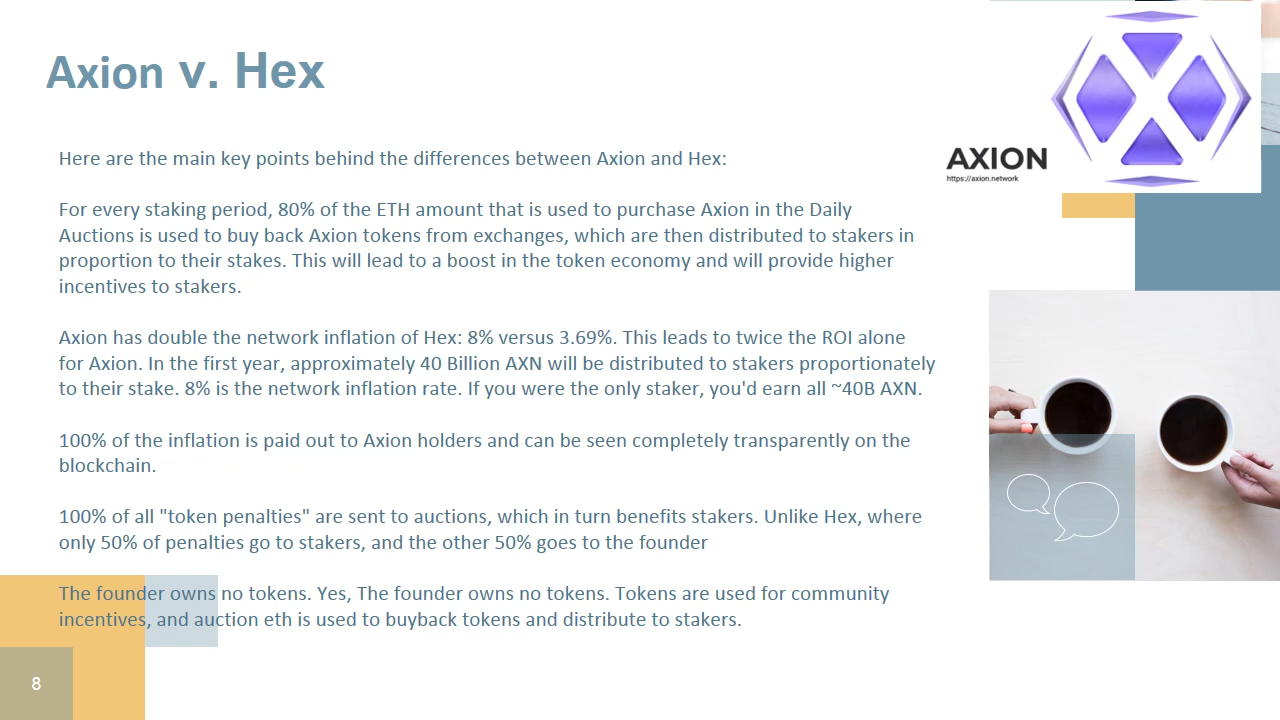 Axion v. Hex
AXION
https://axion.network
Here are the main key points behind the differences between Axion and Hex:
For every staking period, 80% of the ETH amount that is used to purchase Axion in the Daily
Auctions is used to buy back Axion tokens from exchanges, which are then distributed to stakers in
proportion to their stakes. This will lead to a boost in the token economy and will provide higher
incentives to stakers.
Axion has double the network inflation of Hex: 8% versus 3.69%. This leads to twice the ROI alone
for Axion. In the first year, approximately 40 Billion AXN will be distributed to stakers proportionately
to their stake. 8% is the network inflation rate. If you were the only staker, you'd earn all ~40B AXN.
100% of the inflation is paid out to Axion holders and can be seen completely transparently on the
blockchain.
100% of all "token penalties" are sent to auctions, which in turn benefits stakers. Unlike Hex, where
only 50% of penalties go to stakers, and the other 50% goes to the founder
The founder owns no tokens. Yes, The founder owns no tokens. Tokens are used for community
incentives, and auction eth is used to buyback tokens and distribute to stakers.
8